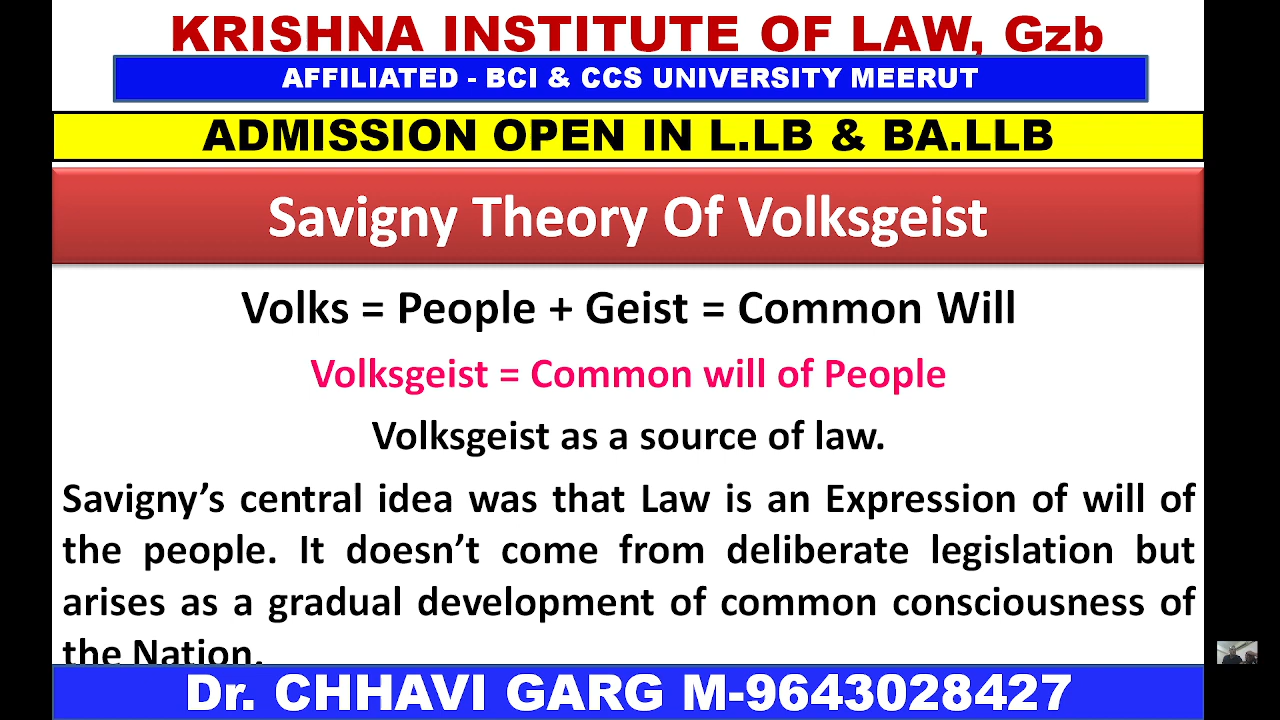 KRISHNA INSTITUTE OF LAW, Gzb
AFFILIATED - BCI & CCS UNIVERSITY MEERUT
ADMISSION OPEN IN L.LB & BA.LLB
Savigny Theory Of Volksgeist
Volks = People + Geist = Common Will
Volksgeist = Common will of People
Volksgeist as a source of law.
Savigny’s central idea was that Law is an Expression of will of
the people. It doesn’t come from deliberate legislation but
arises as a gradual development of common consciousness of
the Nation.
Dr. CHHAVI GARG M-9643028427